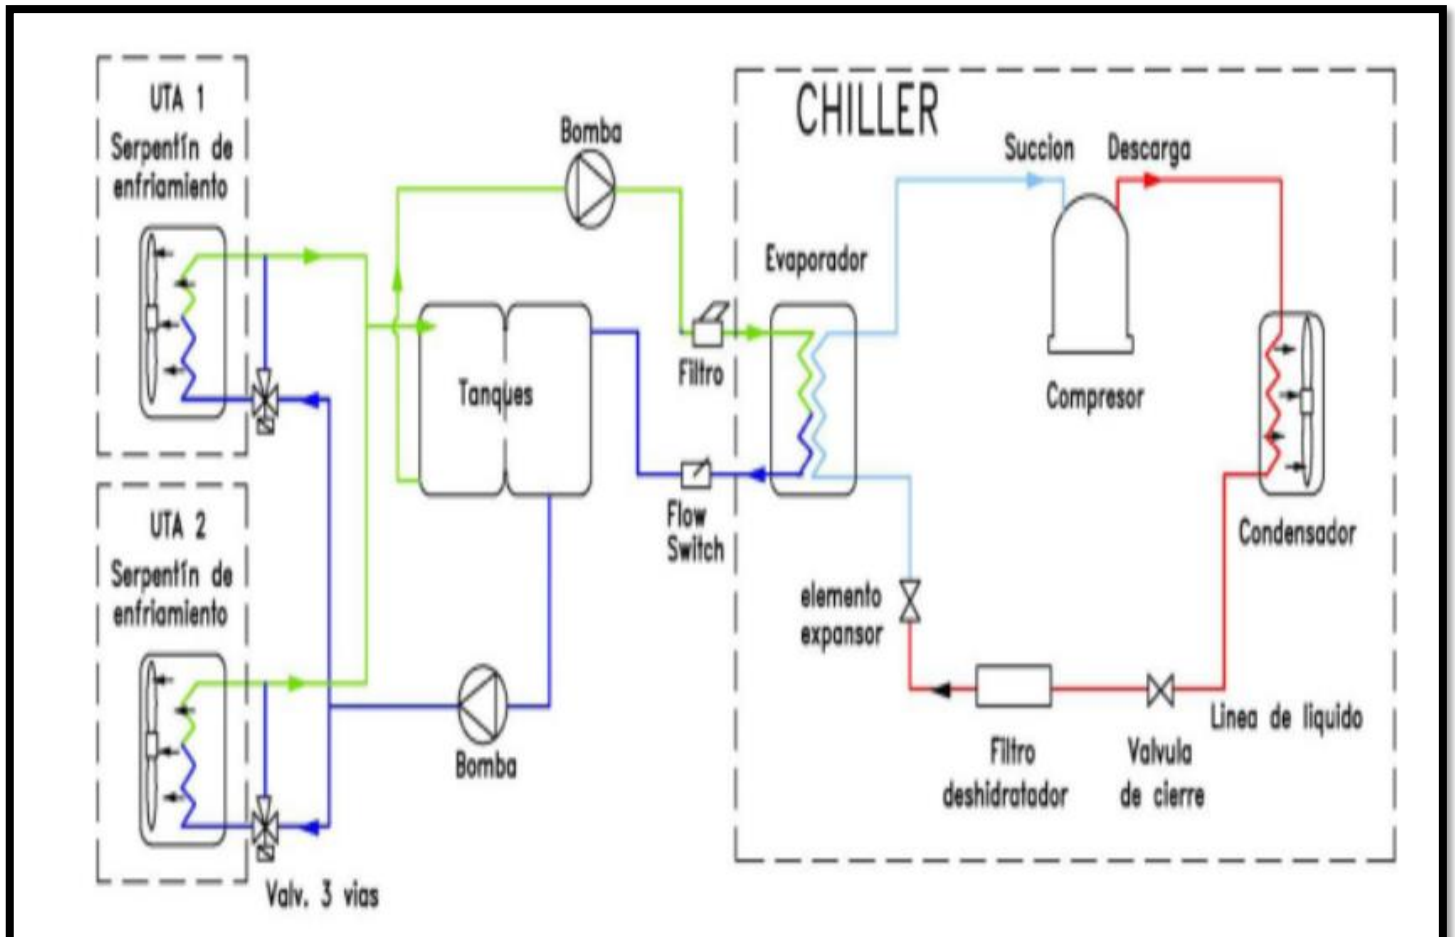 UTA 1
Serpentín de
enfriamiento
Bomba
CHILLER
Succion
Descarga
Evaporador
Tanques
Filtro
Compresor
UTA 2
Serpentín de
enfriamiento
Flow
Switch
Condensador
elemento
expansor
Linea de liquido
Bomba
Filtro
deshidratador
Valvula
de cierre
Valv. 3 vias